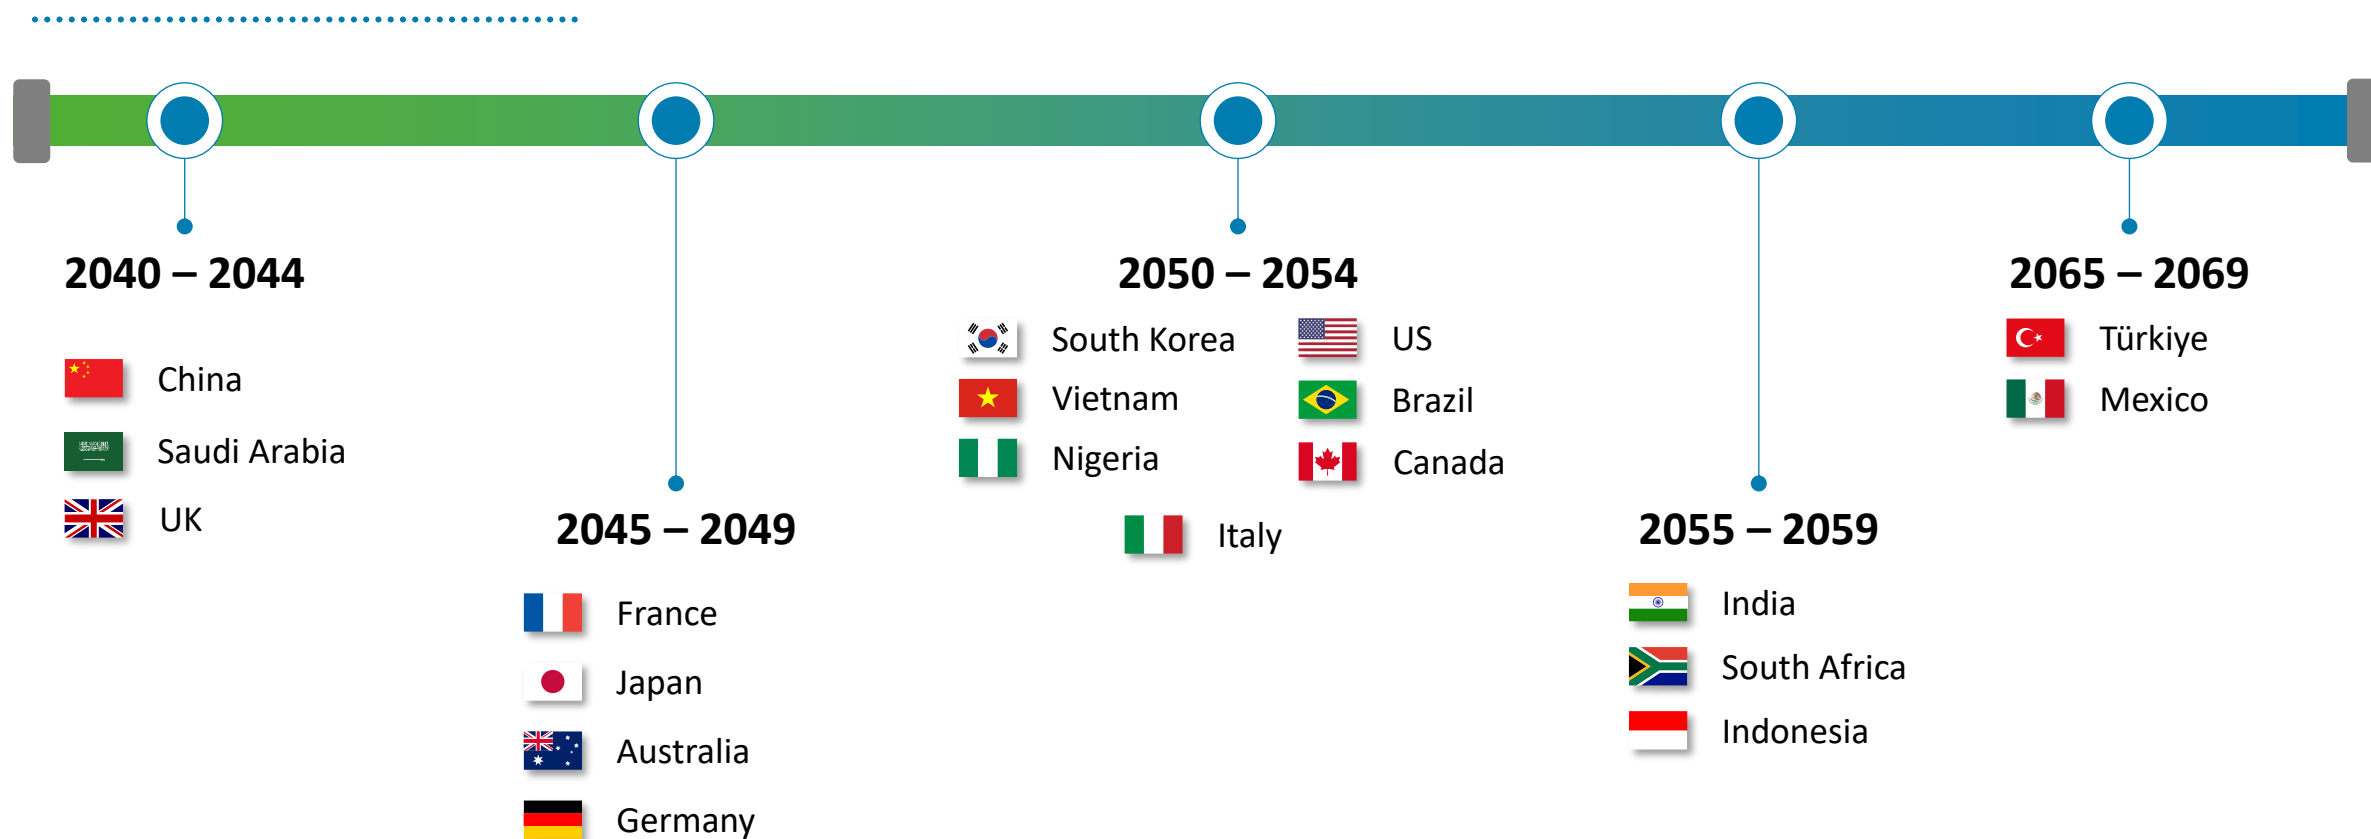 2040 – 2044
China
Saudi Arabia
UK
2045 – 2049
France
Japan
Australia
Germany
2050 – 2054
South Korea
Vietnam
Nigeria
US
Brazil
Canada
Italy
2055 – 2059
India
South Africa
Indonesia
2065 – 2069
Türkiye
Mexico